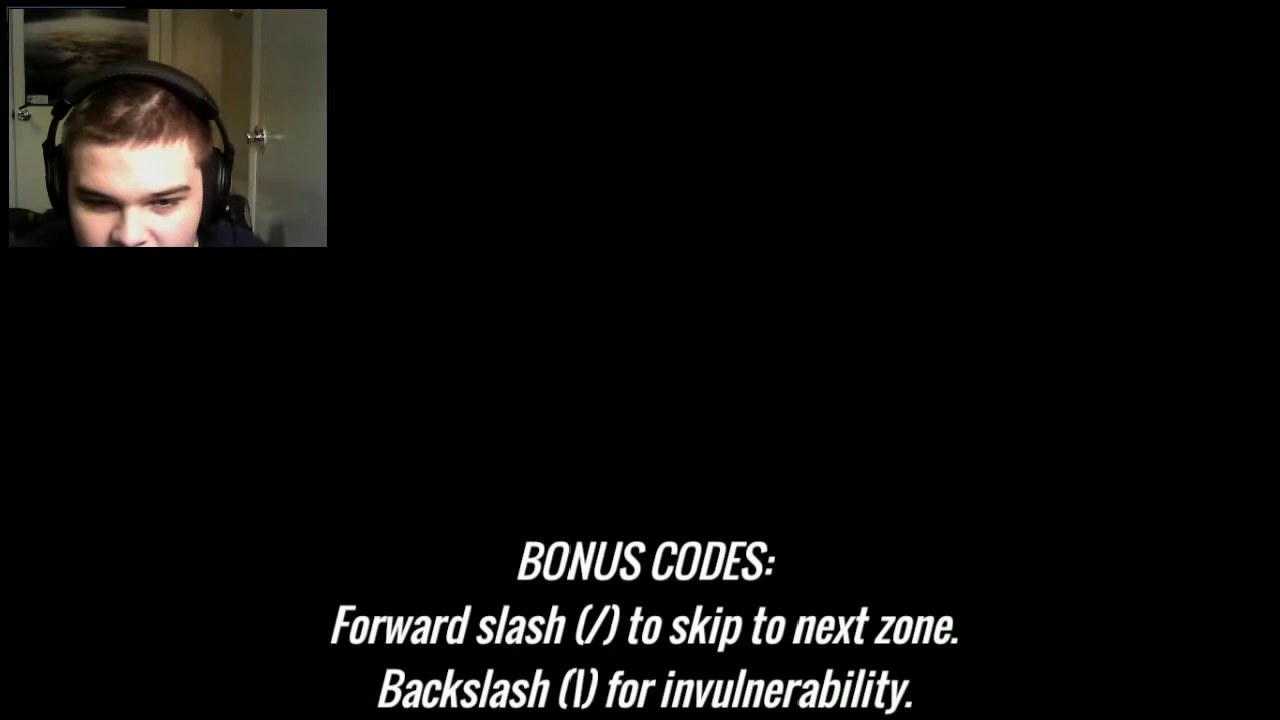 BONUS CODES:
Forward slash (/) to skip to next zone.
Backslash (\) for invulnerability.